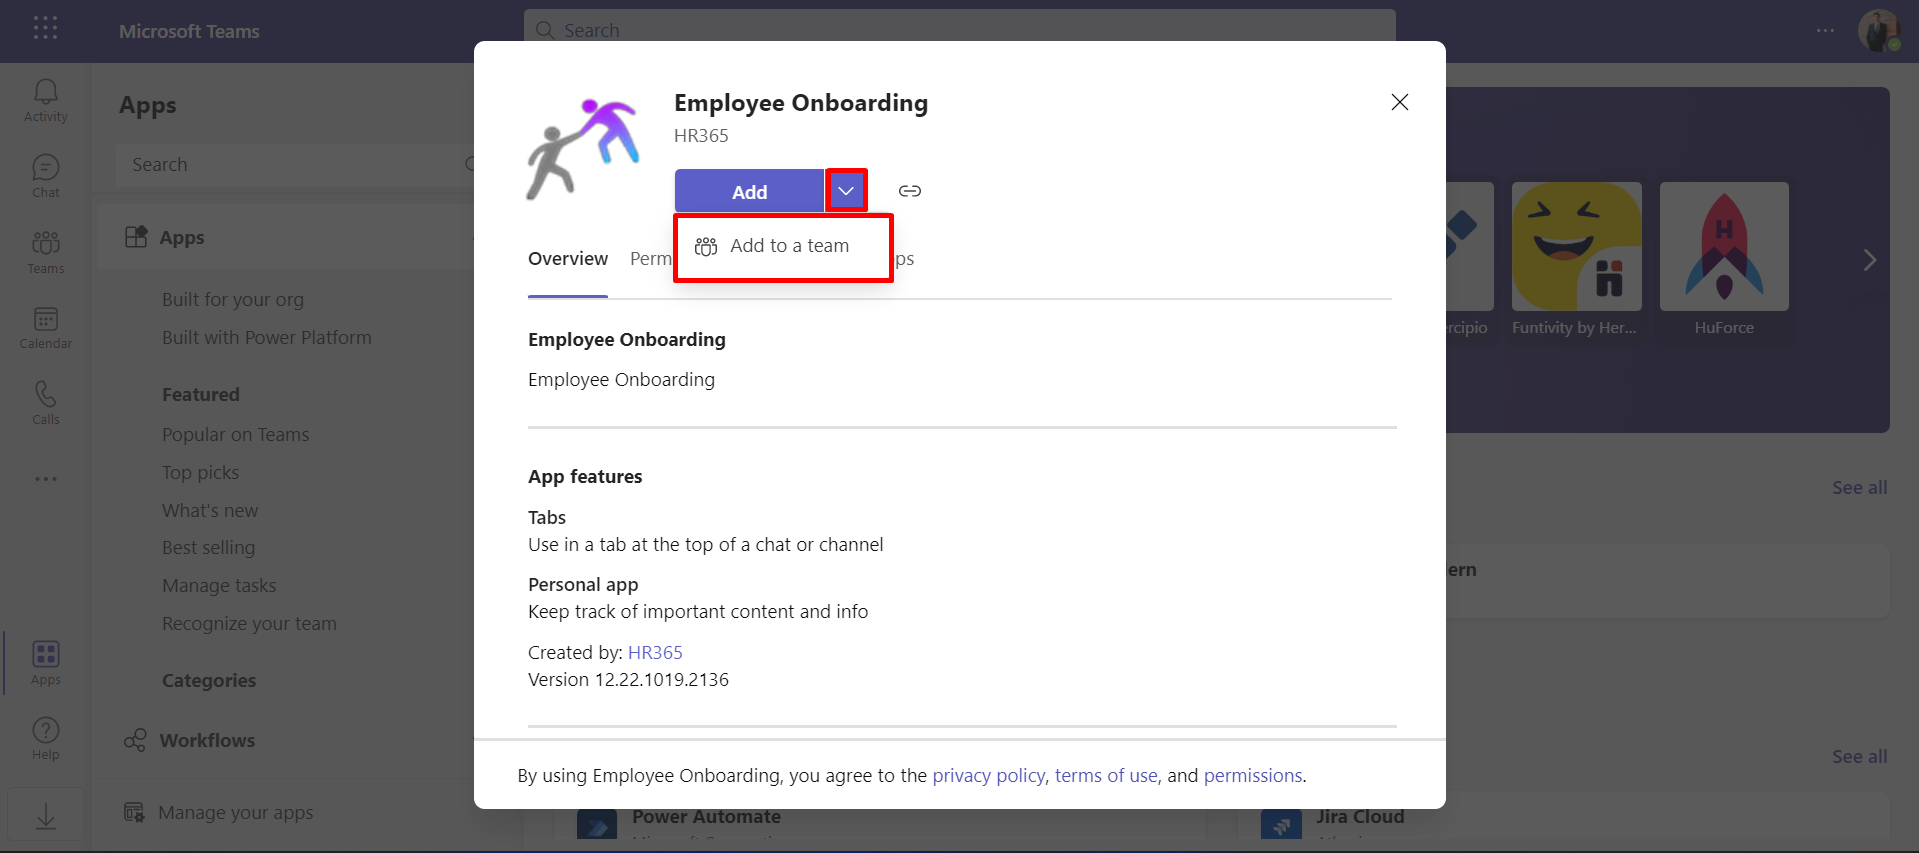 Microsoft Teams
Search
Activity
Chat
Teams
Calendar
Calls
Apps
Help
Apps
Search
Apps
Built for your org
Built with Power Platform
Featured
Popular on Teams
Top picks
What's new
Best selling
Manage tasks
Recognize your team
Categories
Workflows
Manage your apps
Employee Onboarding
HR365
Add
Add to a team
Overview
Employee Onboarding
Employee Onboarding
App features
Tabs
Use in a tab at the top of a chat or channel
Personal app
Keep track of important content and info
Created by: HR365
Version 12.22.1019.2136
By using Employee Onboarding, you agree to the privacy policy, terms of use, and permissions.
Funtivity by Her...
H
HuForce
See all
See all
Power Automate
Jira Cloud